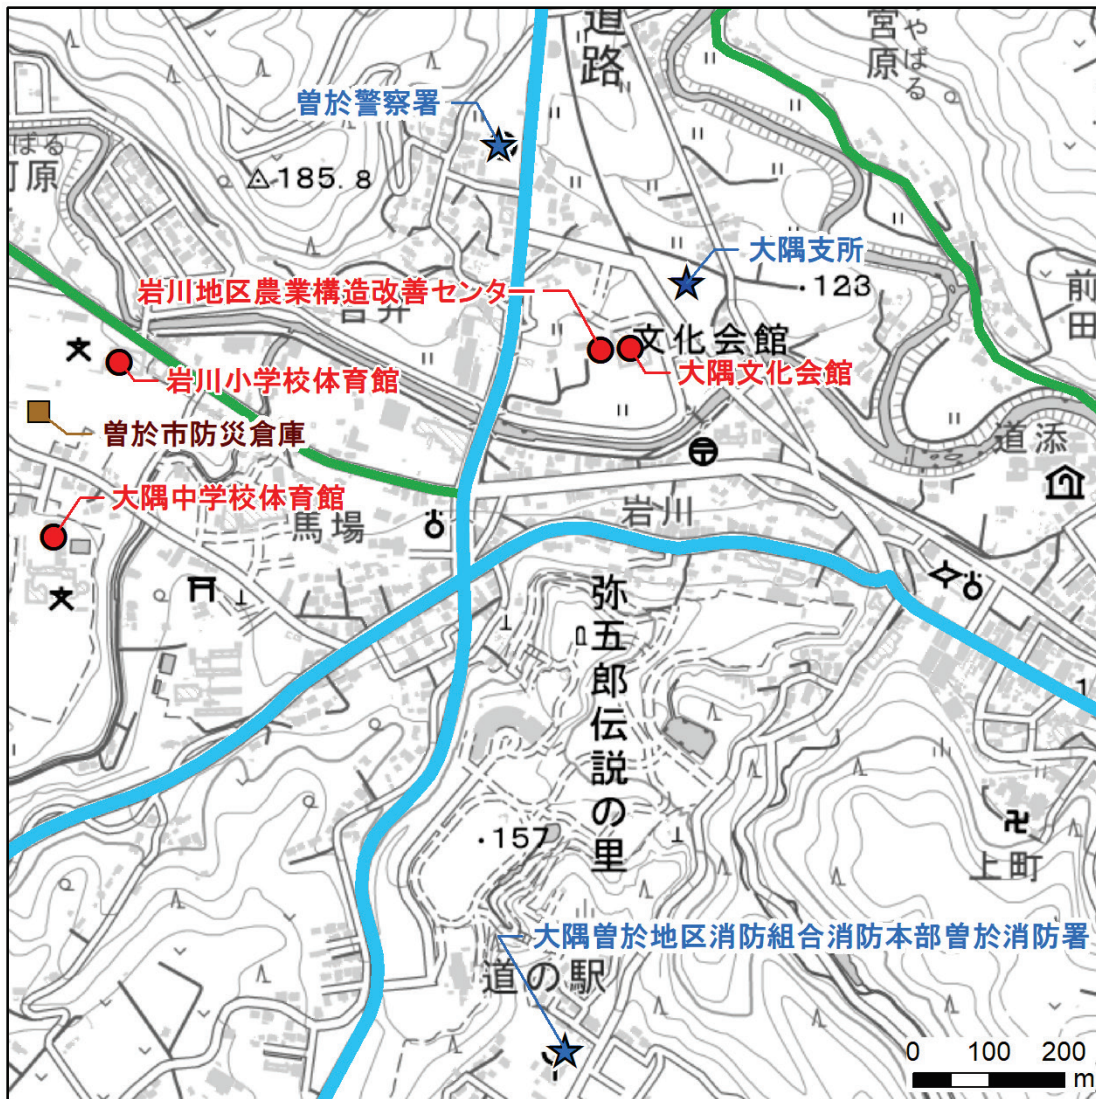 道路
宮原
やばる
曽於警察署
ばる
町原
185.8
大隅支所
岩川地区農業構造改善センター
123
前田
文化会館
大隅文化会館
岩川小学校体育館
曽於市防災倉庫
道添
大隅中学校体育館
馬場
岩川
弥五郎伝説の里
1
157
上町
大隅曽於地区消防組合消防本部曽於消防署
道の駅
0 100 200
m